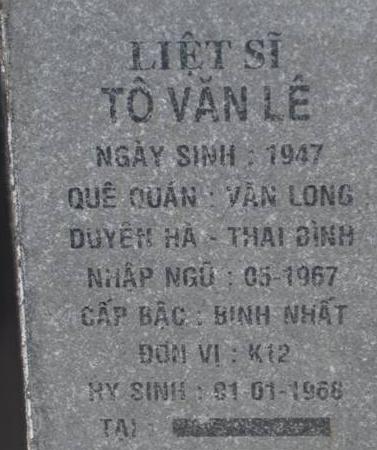 LIỆT SĨ
TÔ VĂN LÊ
NGÀY SINH : 1947
QUÊ QUÁN : VĂN LONG
DUYÊN HÀ - THÁI BÌNH
NHẬP NGŨ : 05-1967
CẤP BẬC : BINH NHẤT
ĐƠN VỊ : K12
HY SINH : 01-01-1968
TẠI :